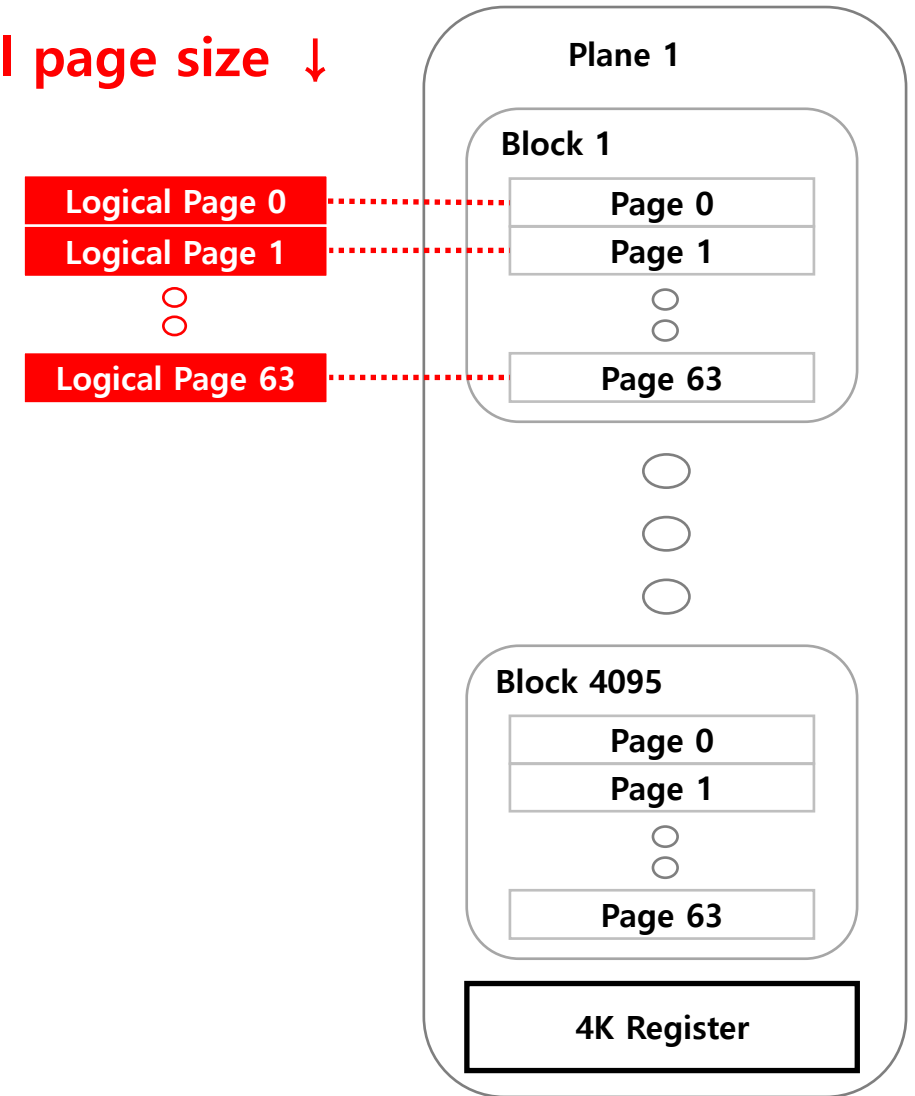 l page size ↓
Plane 1
Block 1
Logical Page 0
Page 0
Logical Page 1
Page 1
Logical Page 63
Page 63
Block 4095
Page 0
Page 1
Page 63
4K Register